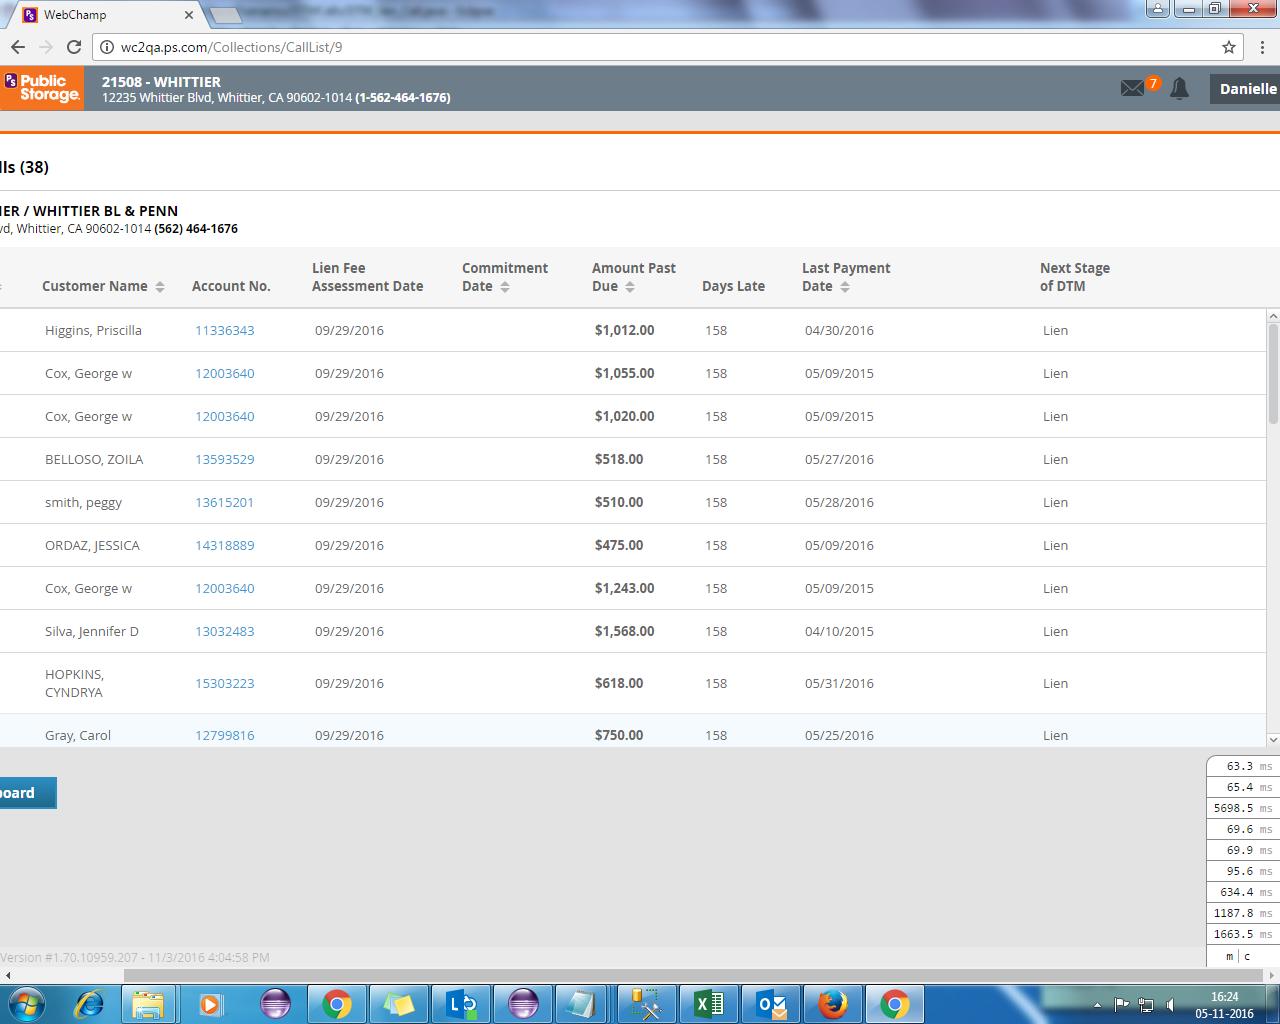 WebChamp
wc2qa.ps.com/Collections/CallList/9
PS Public
Storage.
21508 - WHITTIER
12235 Whittier Blvd, Whittier, CA 90602-1014 (1-562-464-1676)
7
Danielle
lls (38)
IER / WHITTIER BL & PENN
vd, Whittier, CA 90602-1014 (562) 464-1676
Customer Name
Account No.
Lien Fee
Assessment Date
Commitment
Date
Amount Past
Due
Days Late
Last Payment
Date
Next Stage
of DTM
Higgins, Priscilla 11336343 09/29/2016 $1,012.00 158 04/30/2016 Lien
Cox, George w 12003640 09/29/2016 $1,055.00 158 05/09/2015 Lien
Cox, George w 12003640 09/29/2016 $1,020.00 158 05/09/2015 Lien
BELLOSO, ZOILA 13593529 09/29/2016 $518.00 158 05/27/2016 Lien
smith, peggy 13615201 09/29/2016 $510.00 158 05/28/2016 Lien
ORDAZ, JESSICA 14318889 09/29/2016 $475.00 158 05/09/2016 Lien
Cox, George w 12003640 09/29/2016 $1,243.00 158 05/09/2015 Lien
Silva, Jennifer D 13032483 09/29/2016 $1,568.00 158 04/10/2015 Lien
HOPKINS,
CYNDRYA 15303223 09/29/2016 $618.00 158 05/31/2016 Lien
Gray, Carol 12799816 09/29/2016 $750.00 158 05/25/2016 Lien
oard
63.3 ms
65.4 ms
5698.5 ms
69.6 ms
69.9 ms
95.6 ms
634.4 ms
1187.8 ms
1663.5 ms
m | c
Version #1.70.10959.207 - 11/3/2016 4:04:58 PM
16:24
05-11-2016